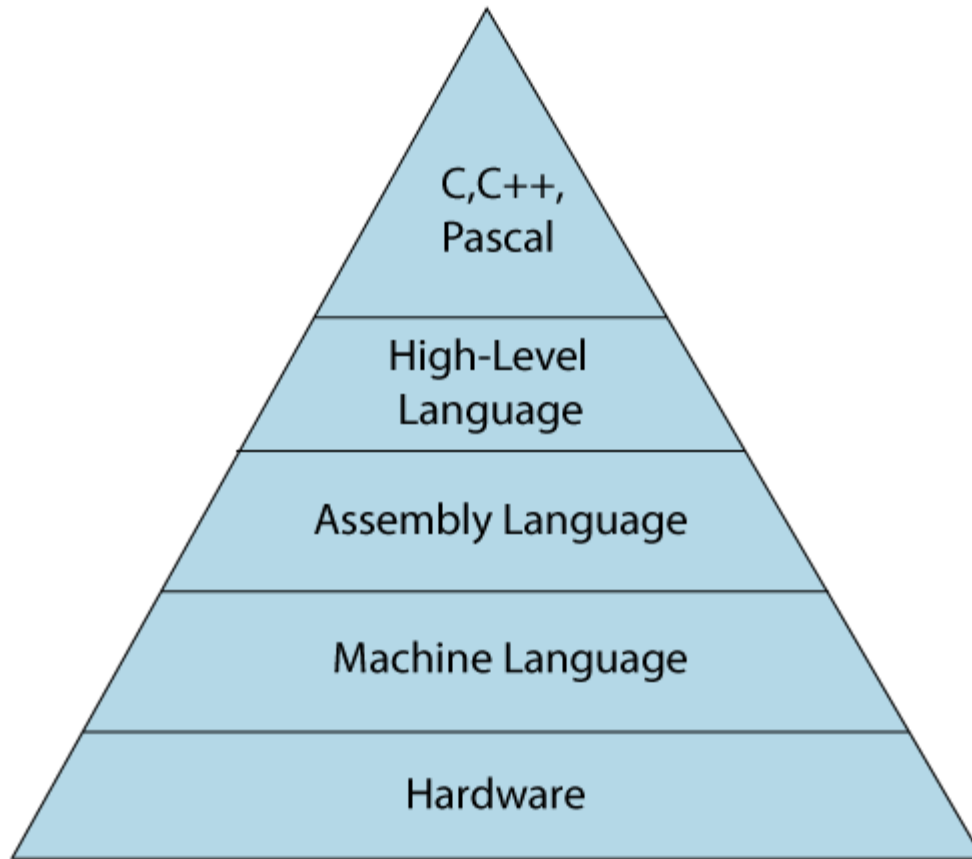 C,C++,
Pascal
High-Level
Language
Assembly Language
Machine Language
Hardware